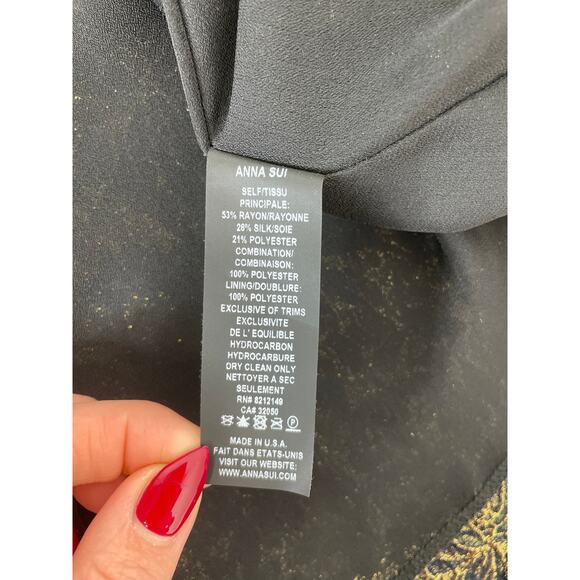 ANNA SUI
SELF/TISSU
PRINCIPALE:
53% RAYON/RAYONNE
26% SILK/SOIE
21% POLYESTER
COMBINATION/
COMBINAISON:
100% POLYESTER
LINING/DOUBLURE:
100% POLYESTER
EXCLUSIVE OF TRIMS
EXCLUSIVITE
DE L' EQUILIBLE
HYDROCARBON
HYDROCARBURE
DRY CLEAN ONLY
NETTOYER A SEC
SEULEMENT
RN# 8212149
CA# 32050
P
MADE IN U.S.A.
FAIT DANS ETATS-UNIS
VISIT OUR WEBSITE:
WWW.ANNASUI.COM